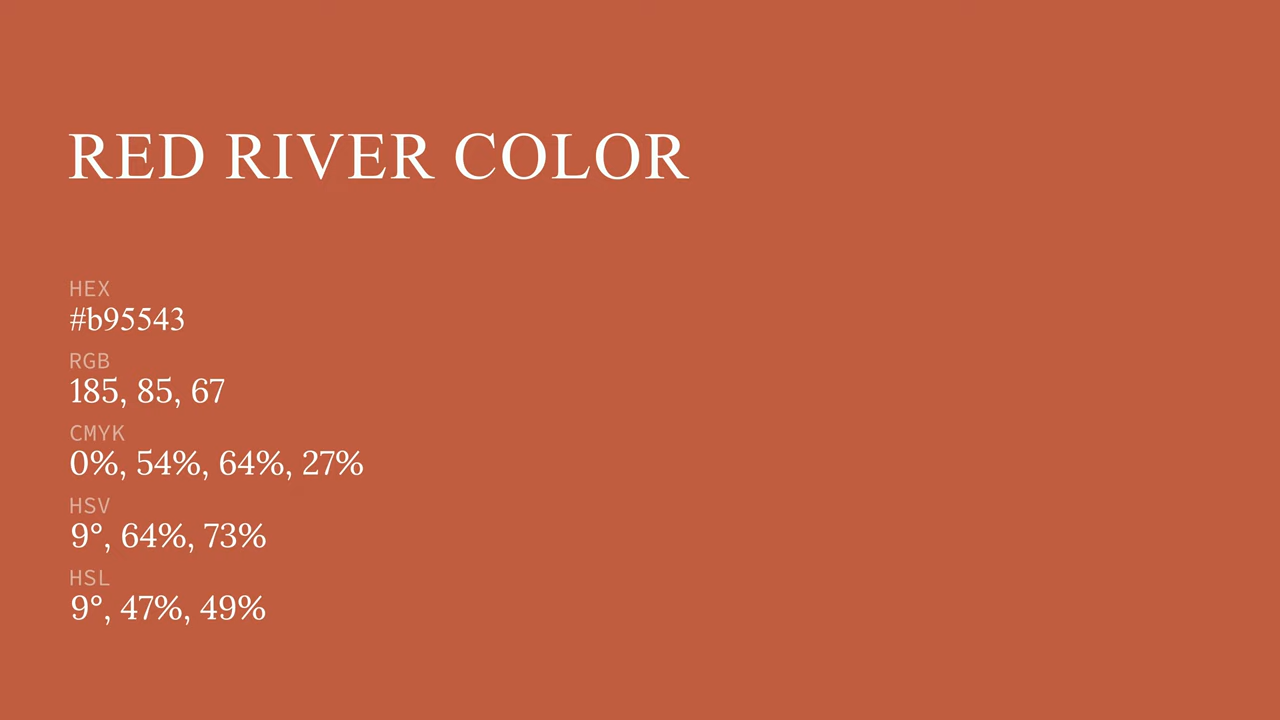 RED RIVER COLOR
HEX
#b95543
RGB
185, 85, 67
CMYK
0%, 54%, 64%, 27%
HSV
9°, 64%, 73%
HSL
9°, 47%, 49%